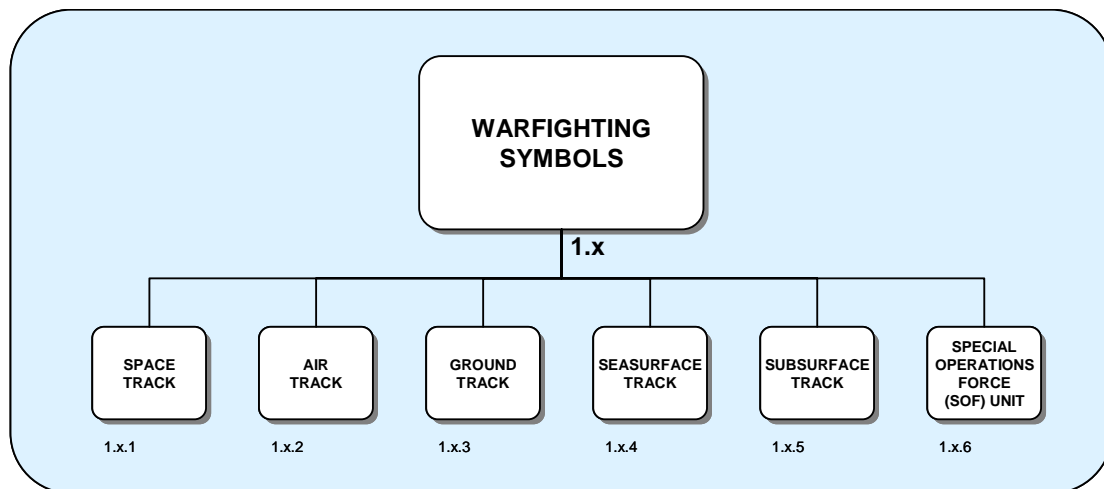 WARFIGHTING
SYMBOLS
1.x
SPACE
TRACK
AIR
TRACK
GROUND
TRACK
SEASURFACE
TRACK
SUBSURFACE
TRACK
SPECIAL
OPERATIONS
FORCE
(SOF) UNIT
1.x.1
1.x.2
1.x.3
1.x.4
1.x.5
1.x.6